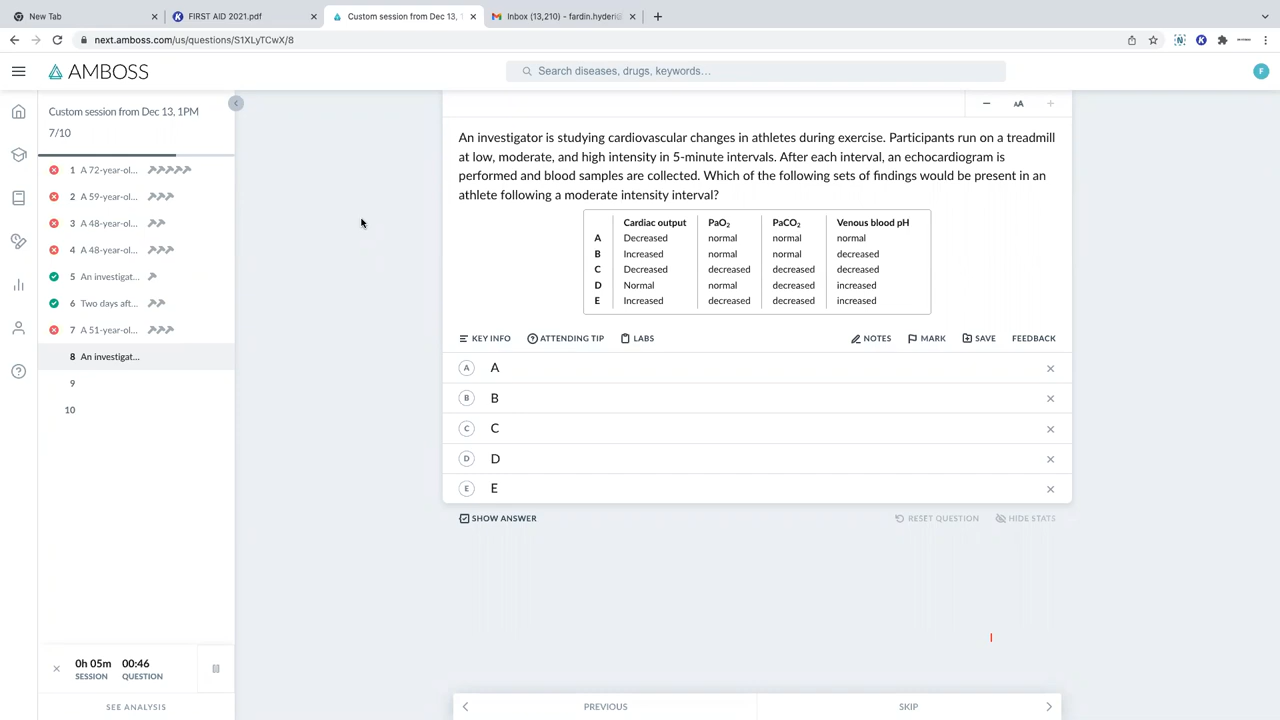 New Tab
FIRST AID 2021.pdf
Custom session from Dec 13,
Inbox (13,210) - fardin.hyderi@
next.amboss.com/us/questions/S1XLyTCwX/8
AMBOSS
Search diseases, drugs, keywords…
F
Custom session from Dec 13, 1PM
7/10
1 A 72-year-ol...
2 A 59-year-ol...
3 A 48-year-ol...
4 A 48-year-ol...
5 An investigat...
6 Two days aft...
7 A 51-year-ol...
8 An investigat...
9
10
0h 05m 00:46
SESSION QUESTION
SEE ANALYSIS
AA
An investigator is studying cardiovascular changes in athletes during exercise. Participants run on a treadmill
at low, moderate, and high intensity in 5-minute intervals. After each interval, an echocardiogram is
performed and blood samples are collected. Which of the following sets of findings would be present in an
athlete following a moderate intensity interval?
Cardiac output PaO2 PaCO2 Venous blood pH
A Decreased normal normal normal
B Increased normal normal decreased
C Decreased decreased decreased decreased
D Normal normal decreased increased
E Increased decreased decreased increased
KEY INFO ATTENDING TIP LABS NOTES MARK SAVE FEEDBACK
A A
B B
C C
D D
E E
SHOW ANSWER RESET QUESTION HIDE STATS
PREVIOUS SKIP